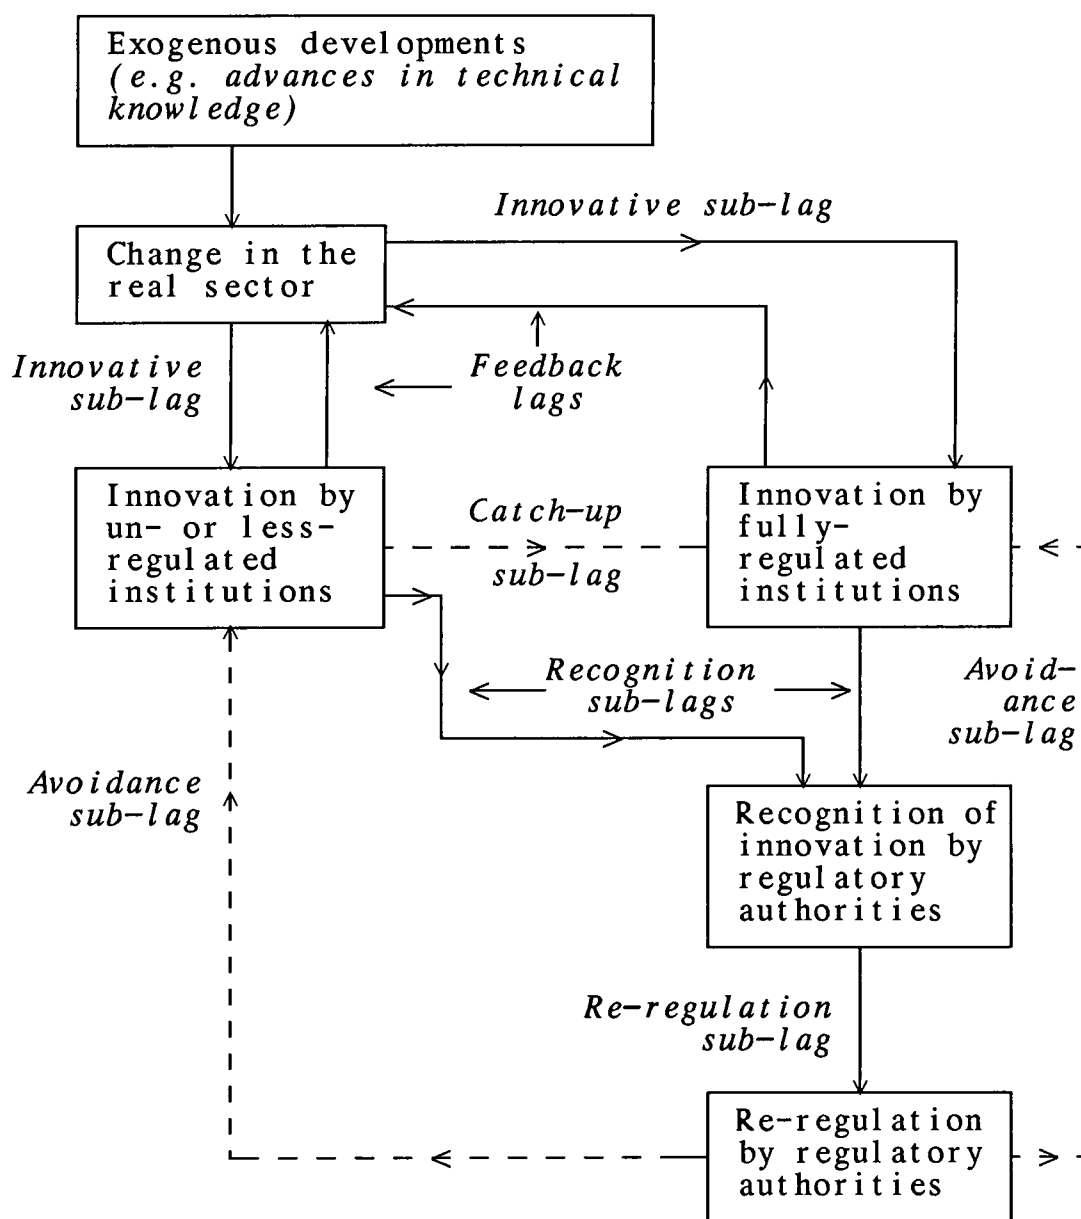 Exogenous developments
(e.g. advances in technical
knowledge)
Innovative sub-lag
Change in the
real sector
Innovative
sub-lag
Feedback
lags
Innovation by
un- or less-
regulated
institutions
Catch-up
sub-lag
Innovation by
fully-
regulated
institutions
Recognition
sub-lags
Avoid-
ance
sub-lag
Avoidance
sub-lag
Recognition of
innovation by
regulatory
authorities
Re-regulation
sub-lag
Re-regulation
by regulatory
authorities